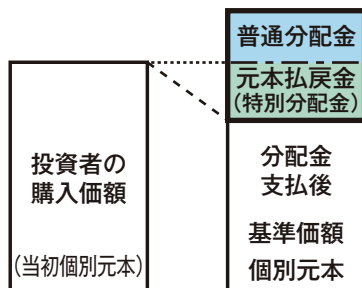 投資者の
購入価額
(当初個別元本)
普通分配金
元本払戻金
(特別分配金)
分配金
支払後
基準価額
個別元本